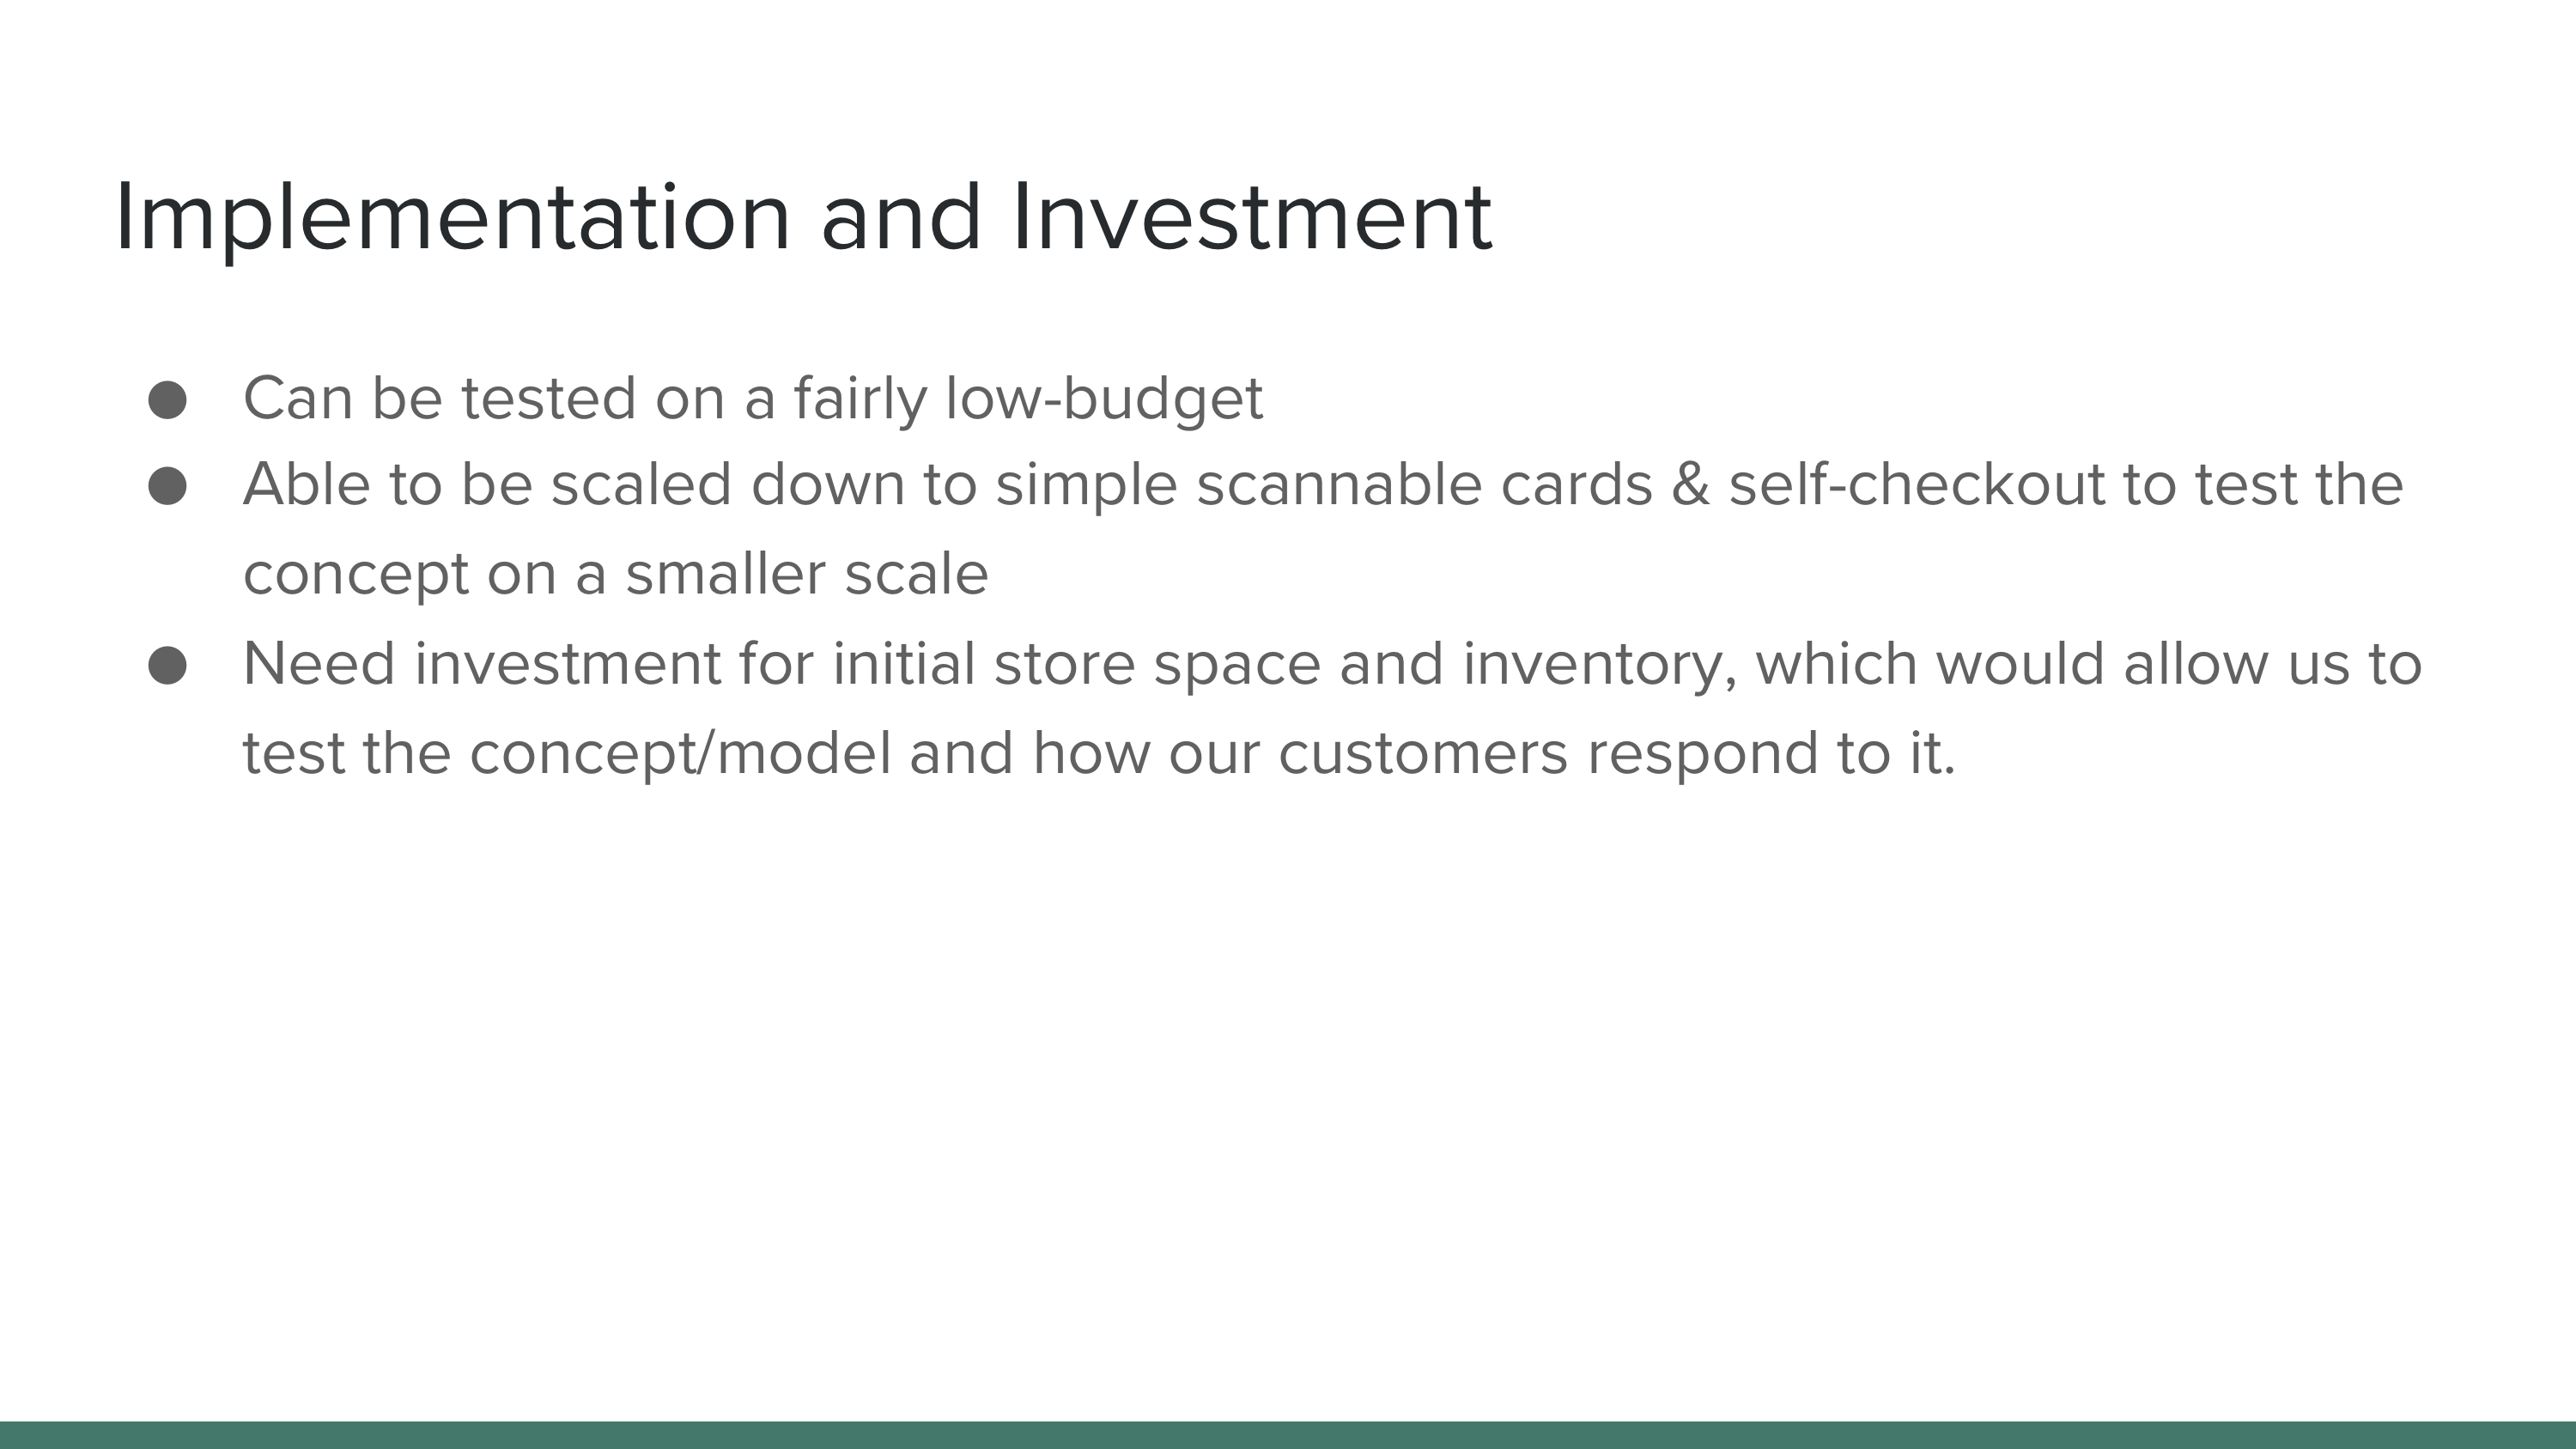 Implementation and Investment
● Can be tested on a fairly low-budget
● Able to be scaled down to simple scannable cards & self-checkout to test the
concept on a smaller scale
● Need investment for initial store space and inventory, which would allow us to
test the concept/model and how our customers respond to it.